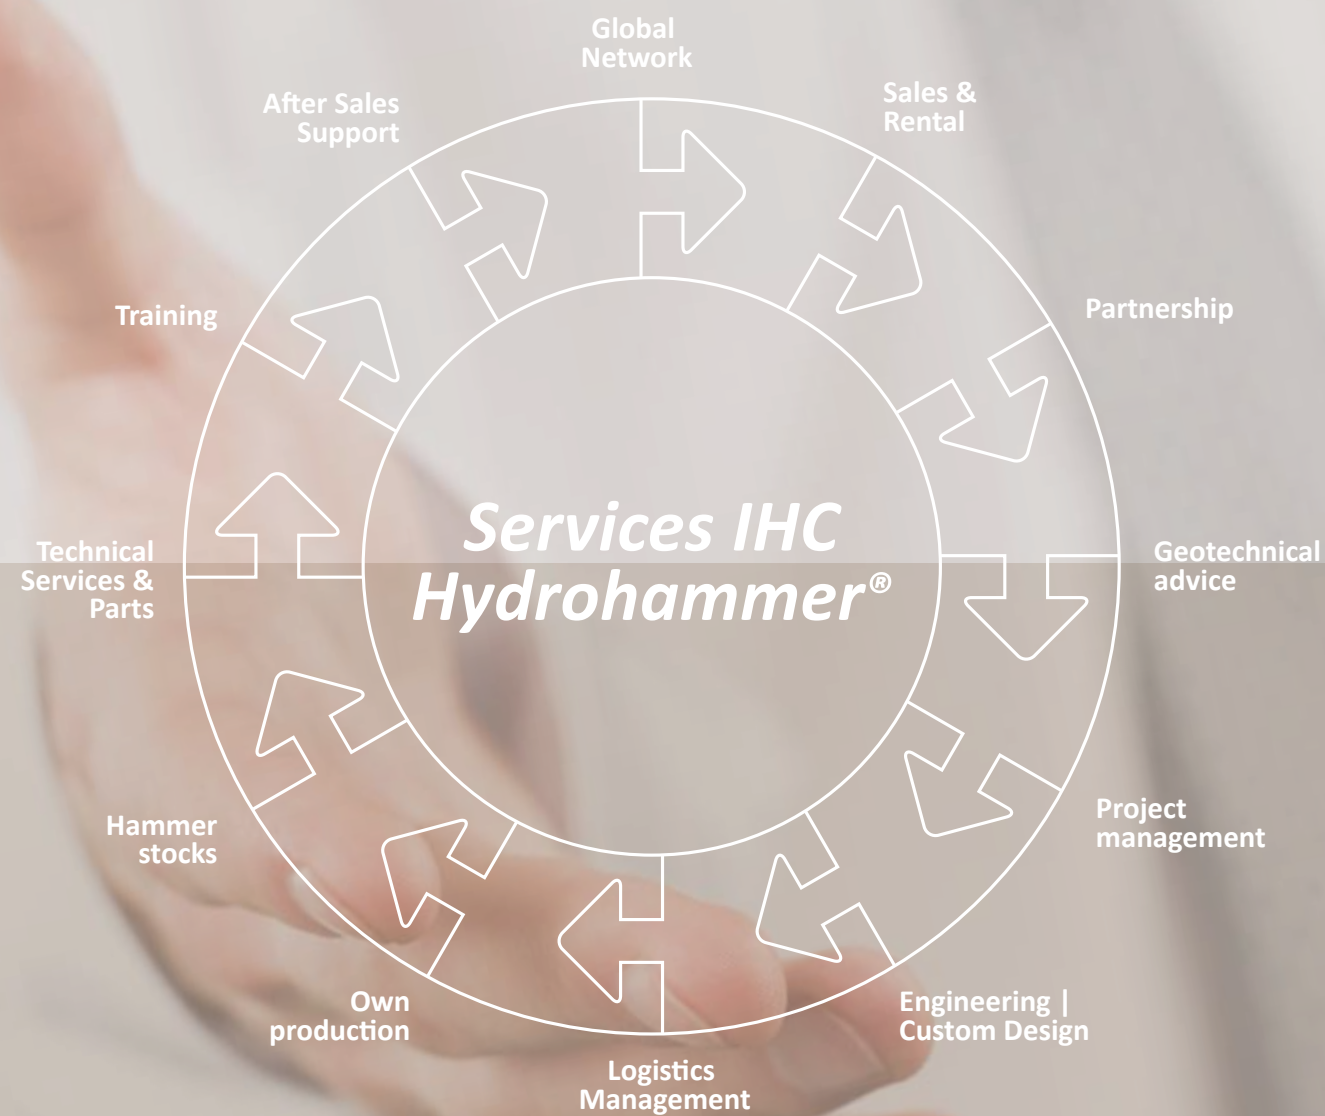 Global
Network
Sales &
Rental
Partnership
Geotechnical
advice
Project
management
Engineering |
Custom Design
Logistics
Management
Own
production
Hammer
stocks
Technical
Services &
Parts
Training
After Sales
Support
Services IHC
Hydrohammer®